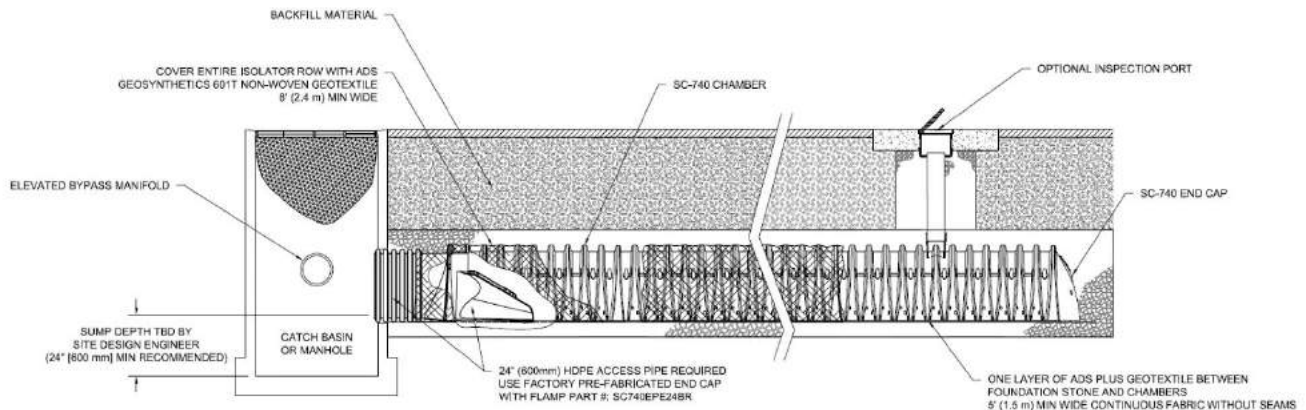 BACKFILL MATERIAL
COVER ENTIRE ISOLATOR ROW WITH ADS
GEOSYNTHETICS 601T NON-WOVEN GEOTEXTILE
8' (2.4 m) MIN WIDE
SC-740 CHAMBER
OPTIONAL INSPECTION PORT
ELEVATED BYPASS MANIFOLD
SC-740 END CAP
SUMP DEPTH TBD BY
SITE DESIGN ENGINEER
(24" [600 mm] MIN RECOMMENDED)
CATCH BASIN
OR MANHOLE
24" (600mm) HDPE ACCESS PIPE REQUIRED
USE FACTORY PRE-FABRICATED END CAP
WITH FLAMP PART #: SC740EPE24BR
ONE LAYER OF ADS PLUS GEOTEXTILE BETWEEN
FOUNDATION STONE AND CHAMBERS
5' (1.5 m) MIN WIDE CONTINUOUS FABRIC WITHOUT SEAMS